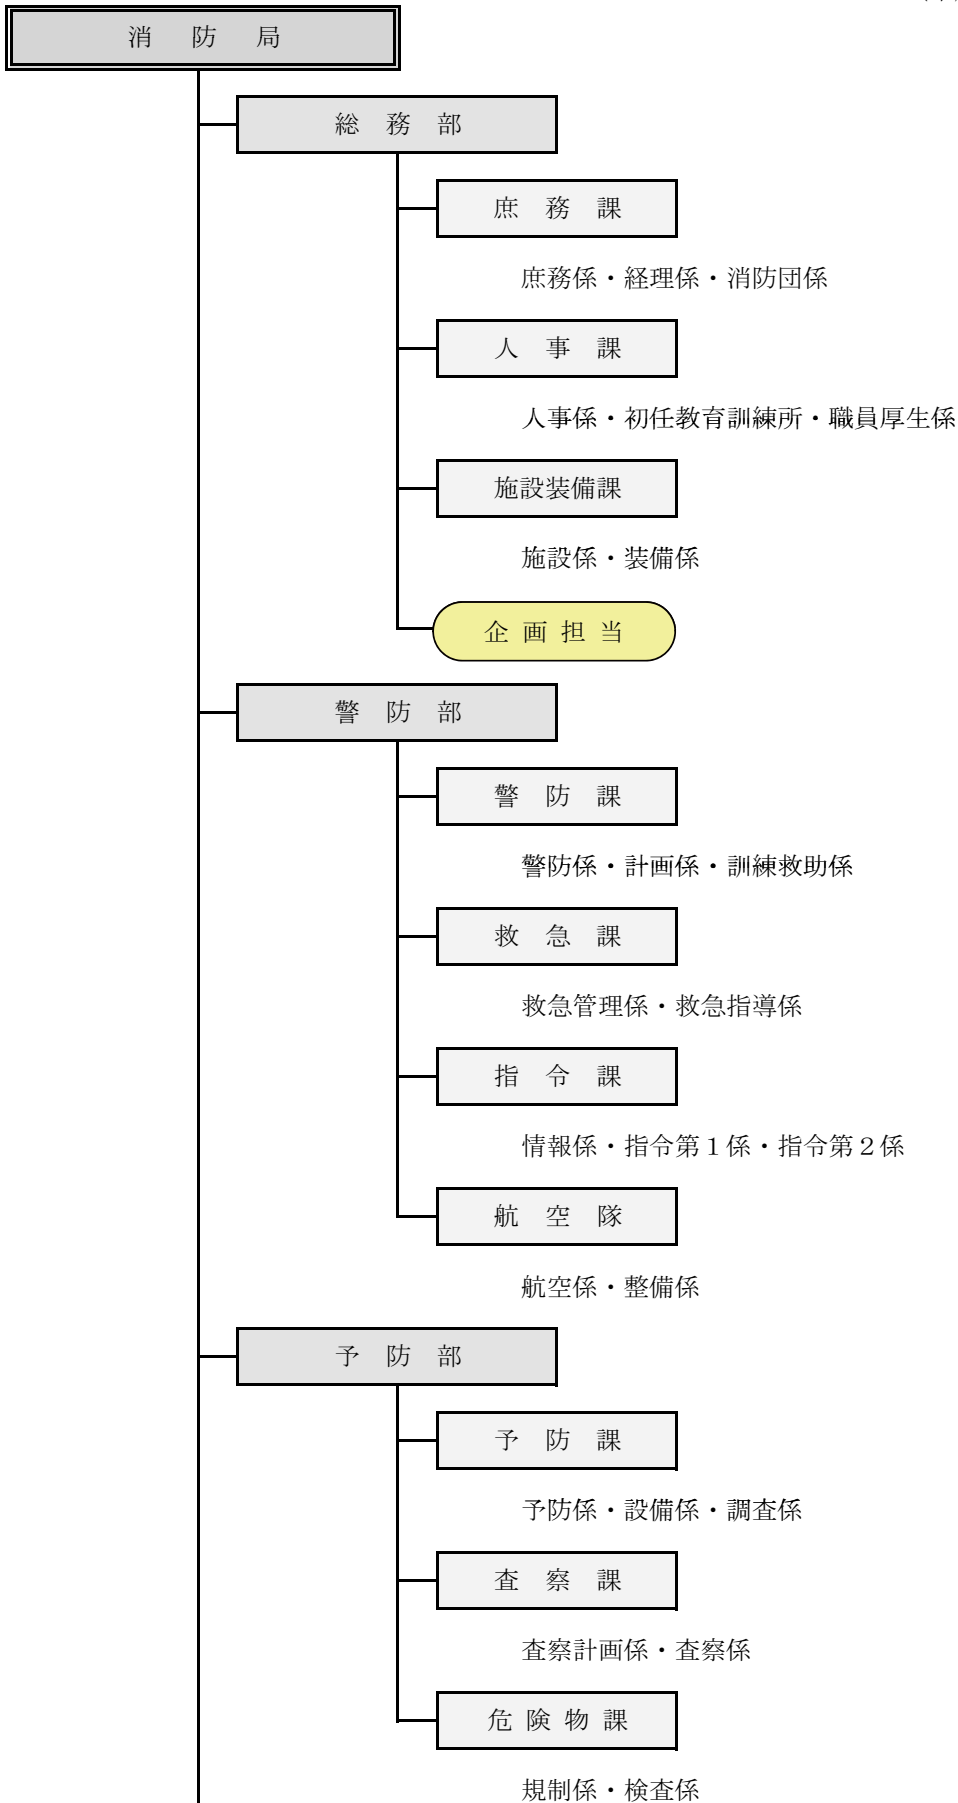 消　防　局
総　務　部
庶　務　課
庶務係・経理係・消防団係
人　事　課
人事係・初任教育訓練所・職員厚生係
施設装備課
施設係・装備係
企 画 担 当
警　防　部
警　防　課
警防係・計画係・訓練救助係
救　急　課
救急管理係・救急指導係
指　令　課
情報係・指令第１係・指令第２係
航　空　隊
航空係・整備係
予　防　部
予　防　課
予防係・設備係・調査係
査　察　課
査察計画係・査察係
危 険 物 課
規制係・検査係